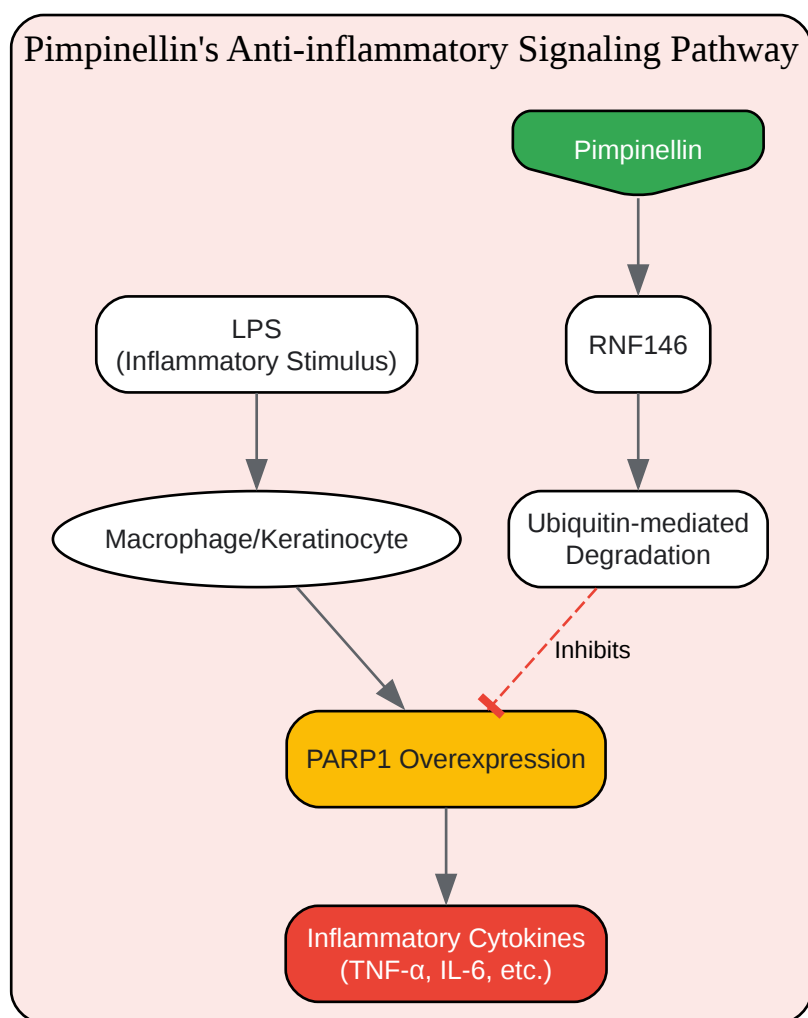 Pimpinellin's Anti-inflammatory Signaling Pathway
Pimpinellin
LPS
(Inflammatory Stimulus)
RNF146
Macrophage/Keratinocyte
Ubiquitin-mediated
Degradation
Inhibits
PARP1 Overexpression
Inflammatory Cytokines
(TNF-α, IL-6, etc.)